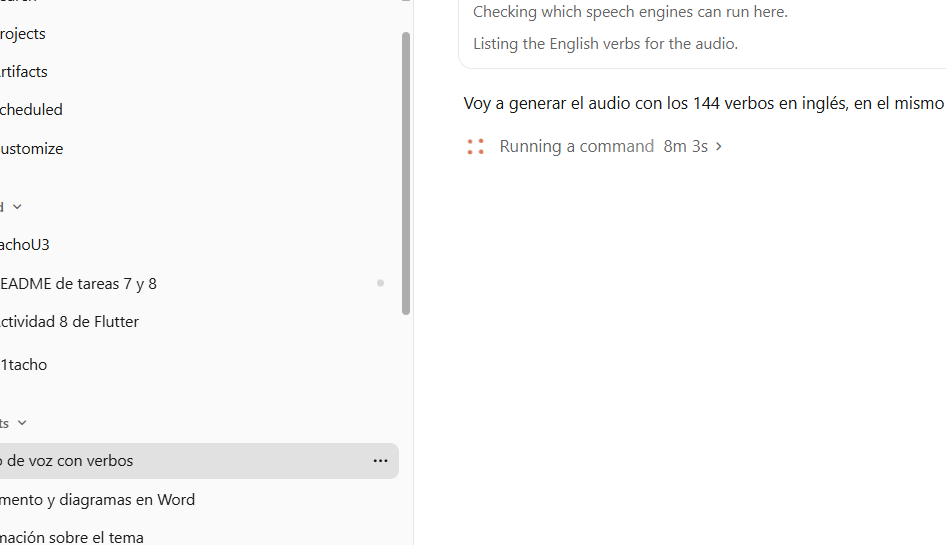 rojects
rtifacts
cheduled
ustomize
achoU3
EADME de tareas 7 y 8
ctividad 8 de Flutter
1tacho
ts
o de voz con verbos
mento y diagramas en Word
mación sobre el tema
Checking which speech engines can run here.
Listing the English verbs for the audio.
Voy a generar el audio con los 144 verbos en inglés, en el mismo
Running a command 8m 3s